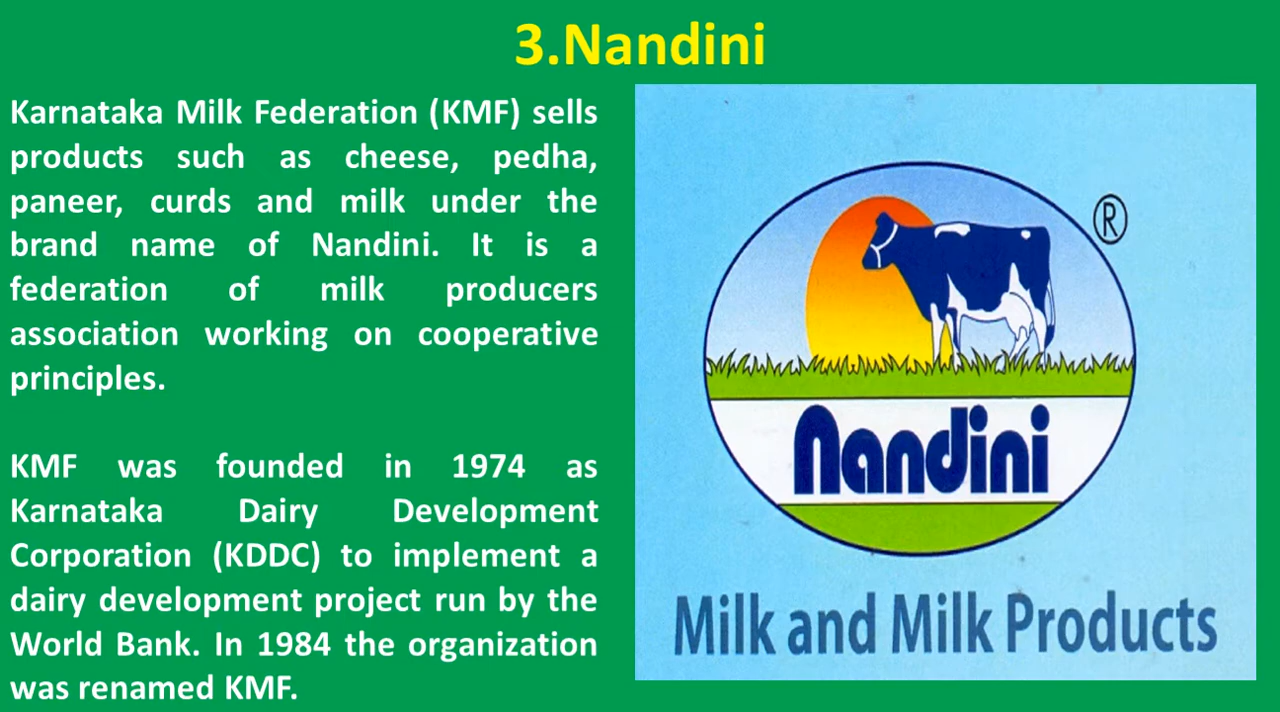 3.Nandini
Karnataka Milk Federation (KMF) sells
products such as cheese, pedha,
paneer, curds and milk under the
brand name of Nandini. It is a
federation of milk producers
association working on cooperative
principles.
KMF was founded in 1974 as
Karnataka Dairy Development
Corporation (KDDC) to implement a
dairy development project run by the
World Bank. In 1984 the organization
was renamed KMF.
®
Nandini
Milk and Milk Products